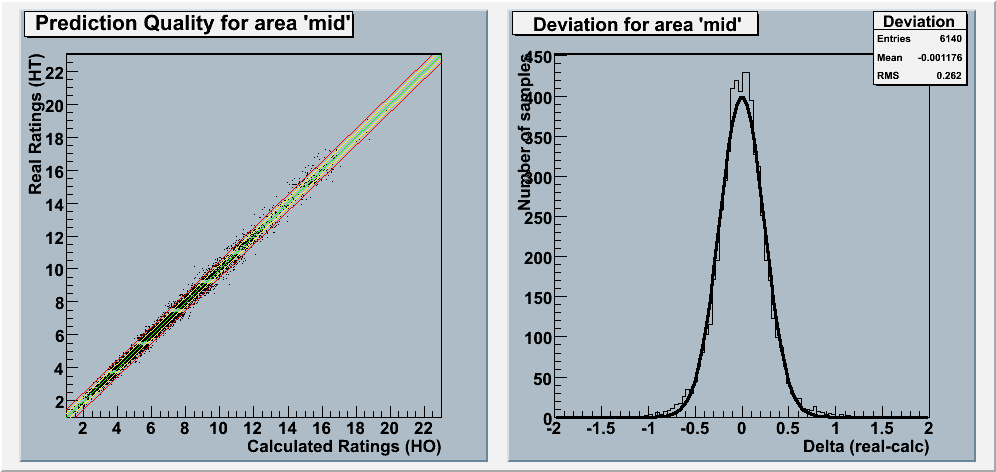 Prediction Quality for area 'mid'
Real Ratings (HT)
22
20
18
16
14
12
10
8
6
4
2
2 4 6 8 10 12 14 16 18 20 22
Calculated Ratings (HO)
Deviation for area 'mid'
Deviation
Entries 6140
Mean -0.001176
RMS 0.262
Number of samples
450
400
350
300
250
200
150
100
50
0
-2 -1.5 -1 -0.5 0 0.5 1 1.5 2
Delta (real-calc)